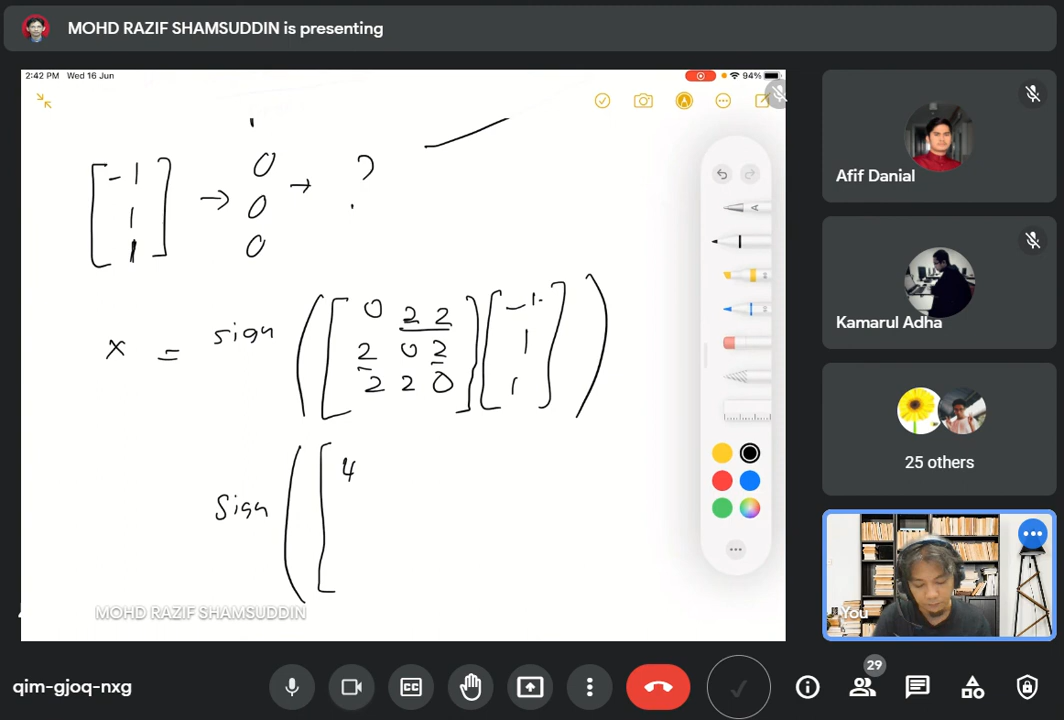 MOHD RAZIF SHAMSUDDIN is presenting
2:42 PM Wed 16 Jun
94%
-1 0
1 → 0 → ?
1 0
x = sign ( [ 0 2 2 ] [ -1 ] )
2 0 2 1
2 2 0 1
Sign ( [ 4
MOHD RAZIF SHAMSUDDIN
A
Afif Danial
Kamarul Adha
25 others
You
qim-gjoq-nxg
CC
29